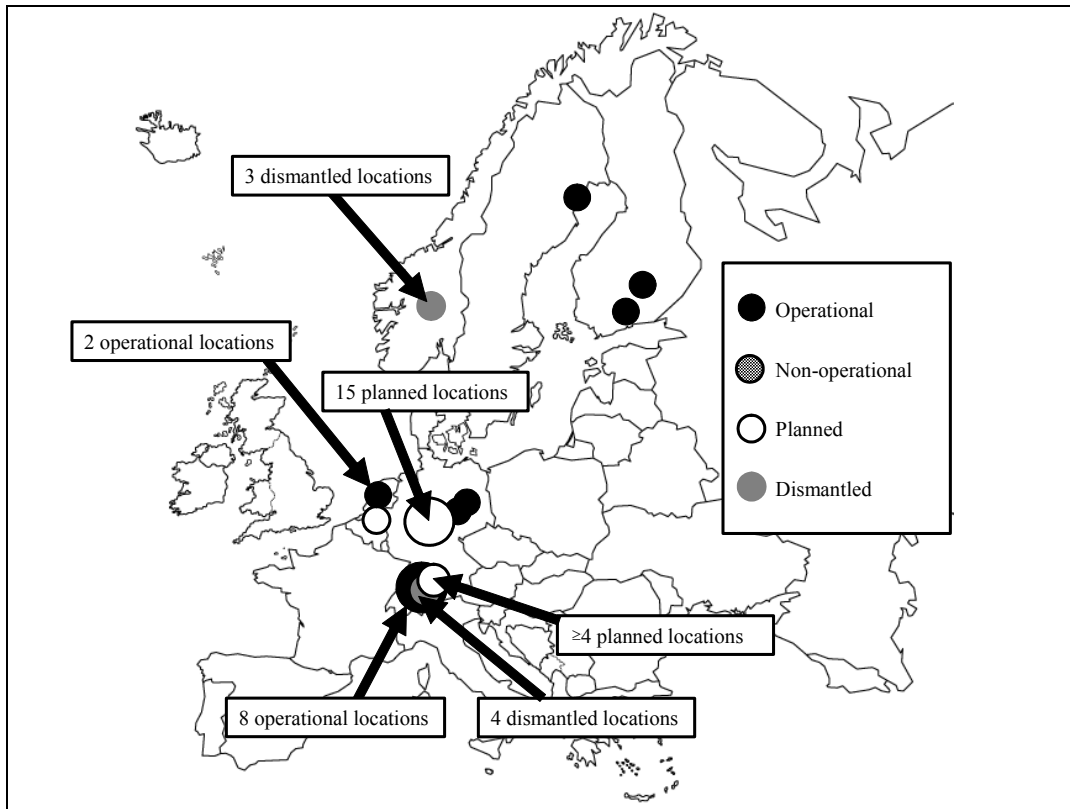 3 dismantled locations
2 operational locations
15 planned locations
Operational
Non-operational
Planned
Dismantled
≥4 planned locations
8 operational locations
4 dismantled locations